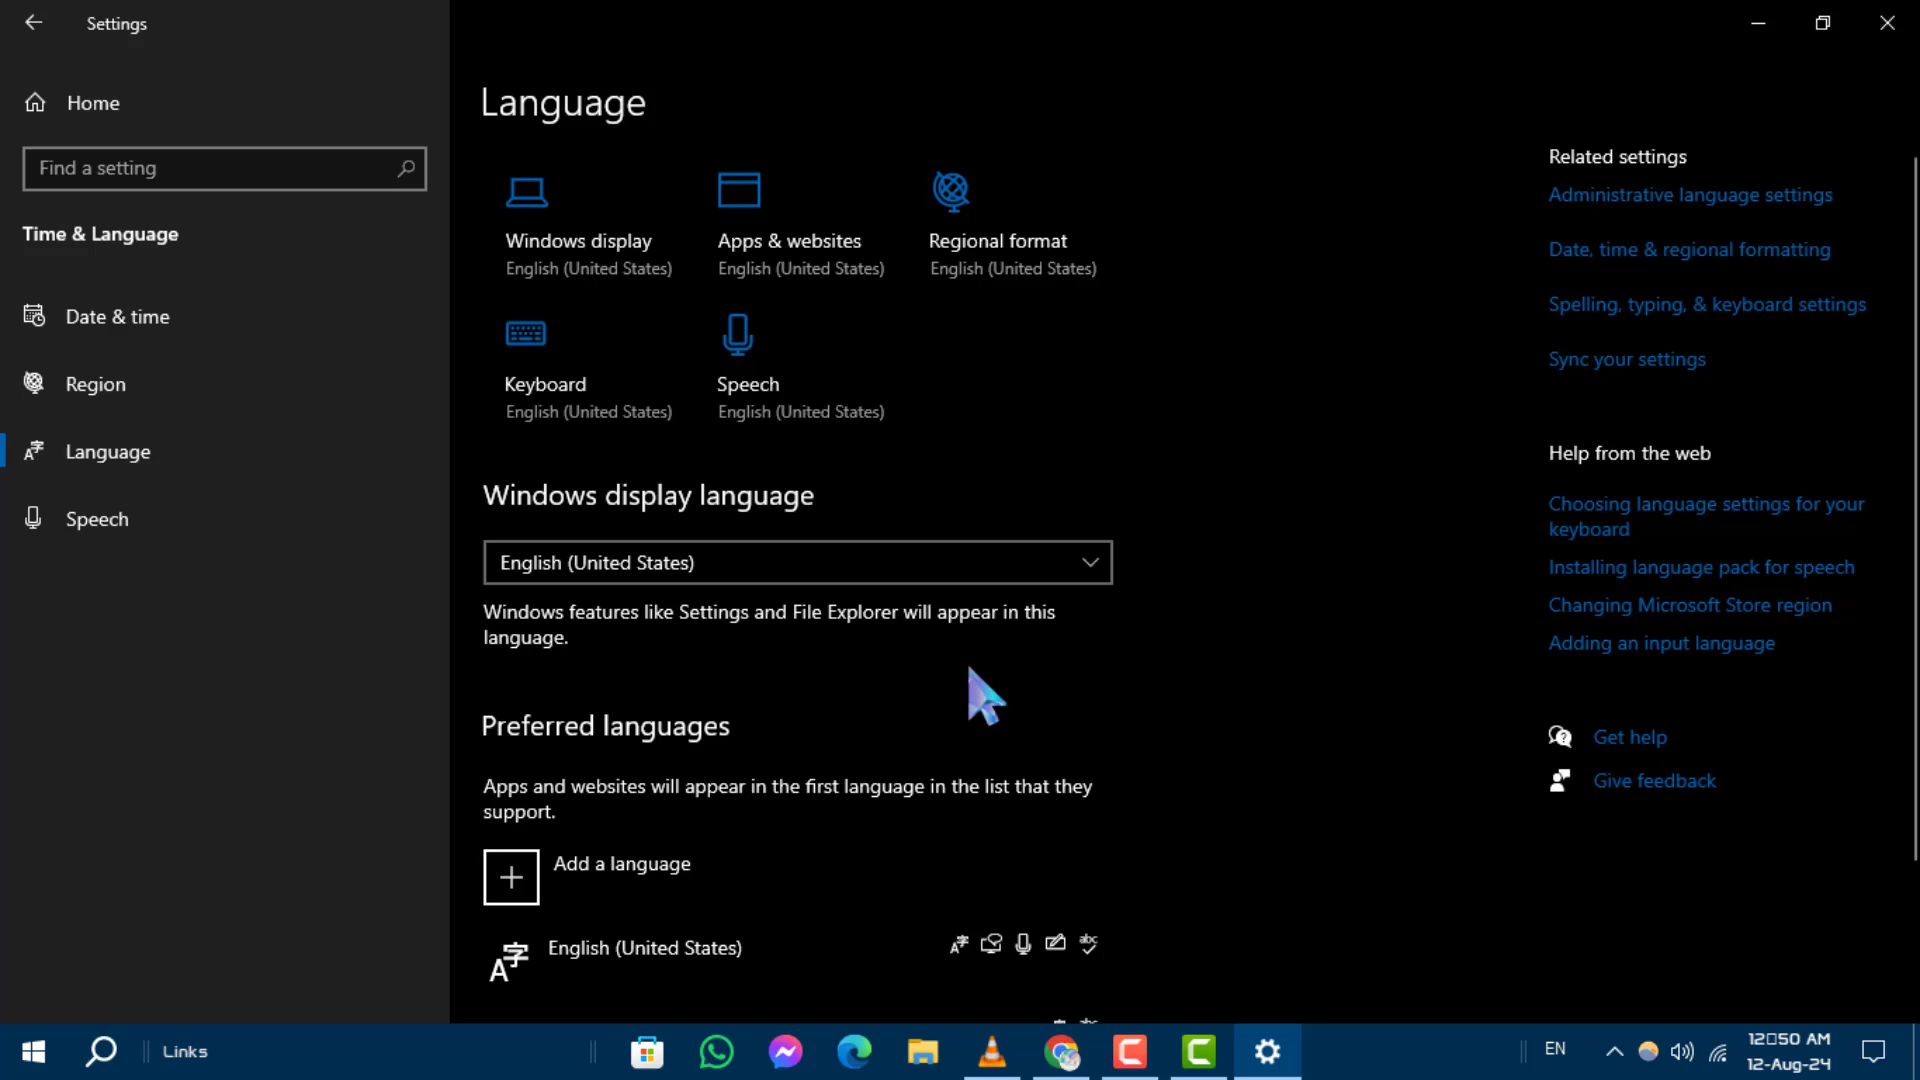 Settings
Home
Find a setting
Time & Language
Date & time
Region
Language
Speech
Language
Windows display
English (United States)
Apps & websites
English (United States)
Regional format
English (United States)
Keyboard
English (United States)
Speech
English (United States)
Windows display language
English (United States)
Windows features like Settings and File Explorer will appear in this
language.
Preferred languages
Apps and websites will appear in the first language in the list that they
support.
Add a language
English (United States)
Related settings
Administrative language settings
Date, time & regional formatting
Spelling, typing, & keyboard settings
Sync your settings
Help from the web
Choosing language settings for your
keyboard
Installing language pack for speech
Changing Microsoft Store region
Adding an input language
Get help
Give feedback
Links
EN
12▯50 AM
12-Aug-24